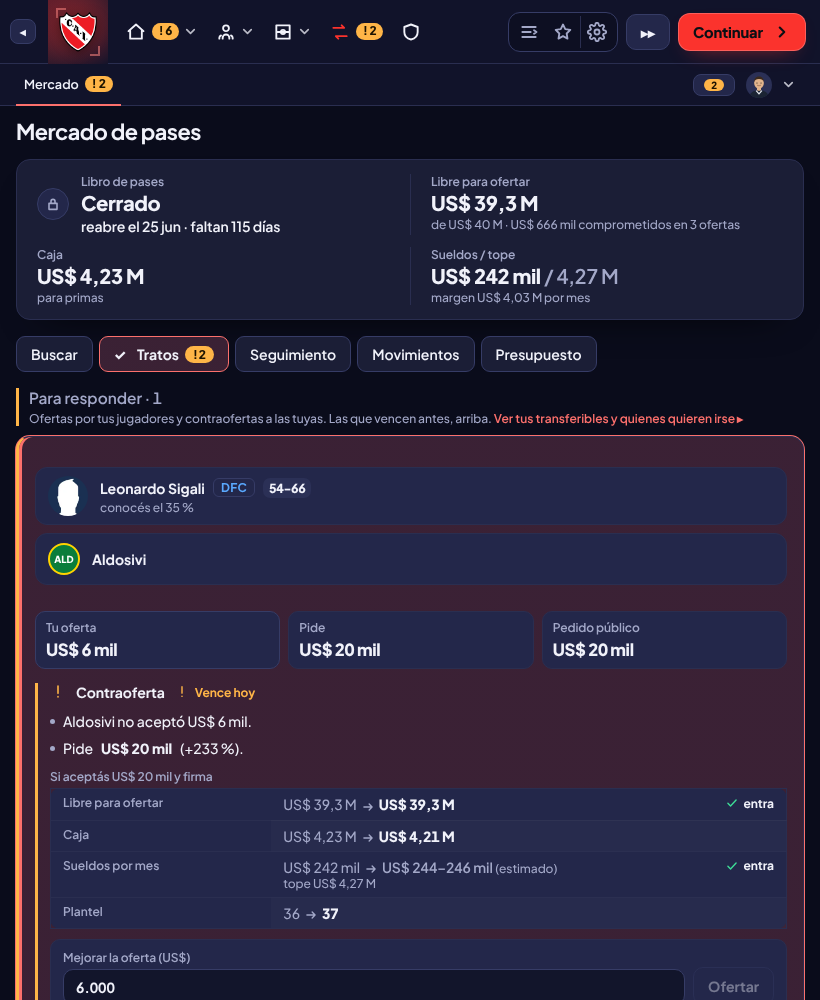 ! 6
! 2
Continuar
C.A.I.
Mercado ! 2
2
Mercado de pases
Libro de pases
Cerrado
reabre el 25 jun · faltan 115 días
Libre para ofertar
US$ 39,3 M
de US$ 40 M · US$ 666 mil comprometidos en 3 ofertas
Caja
US$ 4,23 M
para primas
Sueldos / tope
US$ 242 mil / 4,27 M
margen US$ 4,03 M por mes
Buscar
Tratos ! 2
Seguimiento
Movimientos
Presupuesto
Para responder · 1
Ofertas por tus jugadores y contraofertas a las tuyas. Las que vencen antes, arriba. Ver tus transferibles y quienes quieren irse ▸
Leonardo Sigali DFC 54–66
conocés el 35 %
ALD Aldosivi
Tu oferta
US$ 6 mil
Pide
US$ 20 mil
Pedido público
US$ 20 mil
! Contraoferta ! Vence hoy
• Aldosivi no aceptó US$ 6 mil.
• Pide US$ 20 mil (+233 %).
Si aceptás US$ 20 mil y firma
Libre para ofertar US$ 39,3 M → US$ 39,3 M ✓ entra
Caja US$ 4,23 M → US$ 4,21 M
Sueldos por mes US$ 242 mil → US$ 244–246 mil (estimado) ✓ entra
tope US$ 4,27 M
Plantel 36 → 37
Mejorar la oferta (US$)
6.000
Ofertar